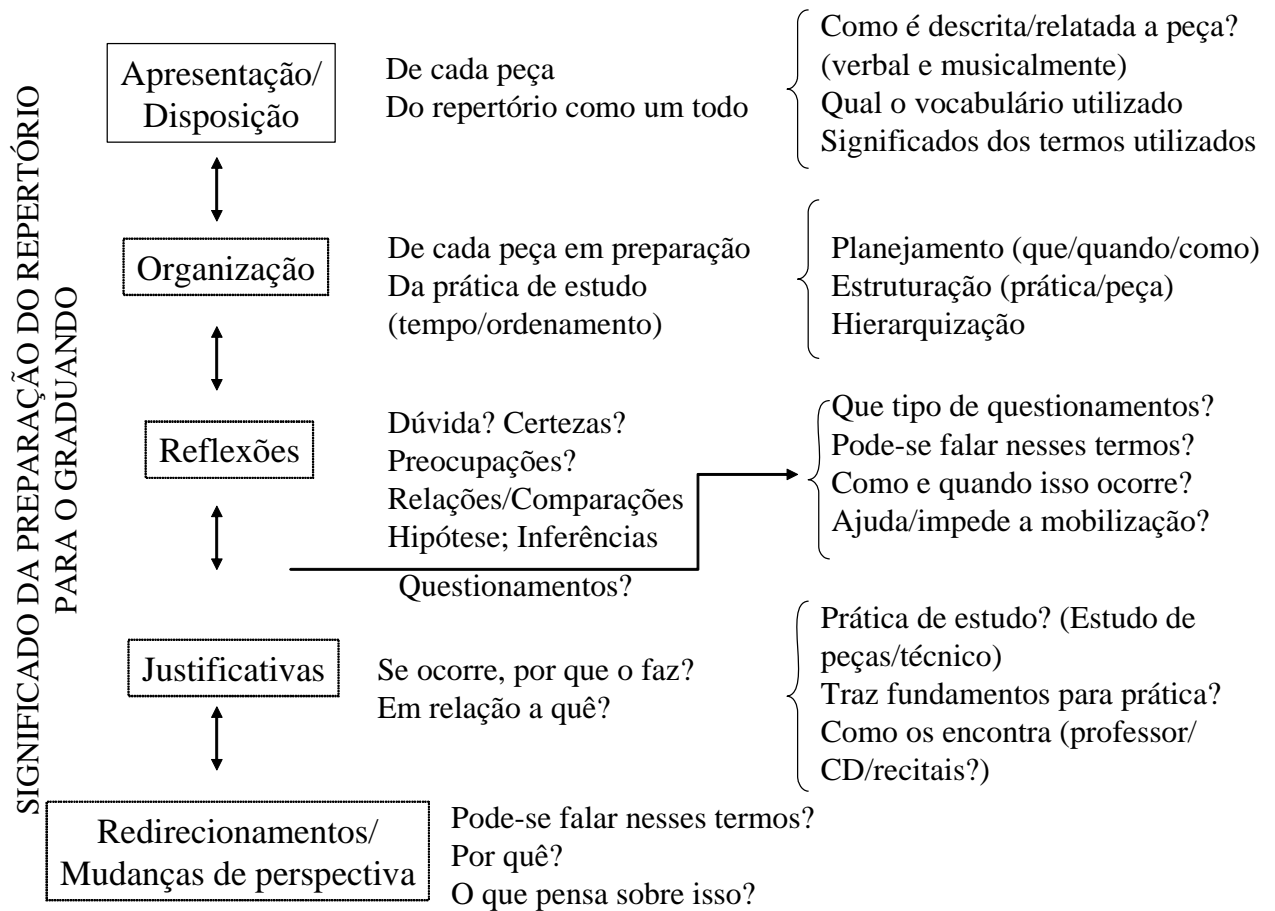 SIGNIFICADO DA PREPARAÇÃO DO REPERTÓRIO
PARA O GRADUANDO
Apresentação/
Disposição
De cada peça
Do repertório como um todo
Como é descrita/relatada a peça?
(verbal e musicalmente)
Qual o vocabulário utilizado
Significados dos termos utilizados
Organização
De cada peça em preparação
Da prática de estudo
(tempo/ordenamento)
Planejamento (que/quando/como)
Estruturação (prática/peça)
Hierarquização
Reflexões
Dúvida? Certezas?
Preocupações?
Relações/Comparações
Hipótese; Inferências
Questionamentos?
Que tipo de questionamentos?
Pode-se falar nesses termos?
Como e quando isso ocorre?
Ajuda/impede a mobilização?
Justificativas
Se ocorre, por que o faz?
Em relação a quê?
Prática de estudo? (Estudo de
peças/técnico)
Traz fundamentos para prática?
Como os encontra (professor/
CD/recitais?)
Redirecionamentos/
Mudanças de perspectiva
Pode-se falar nesses termos?
Por quê?
O que pensa sobre isso?